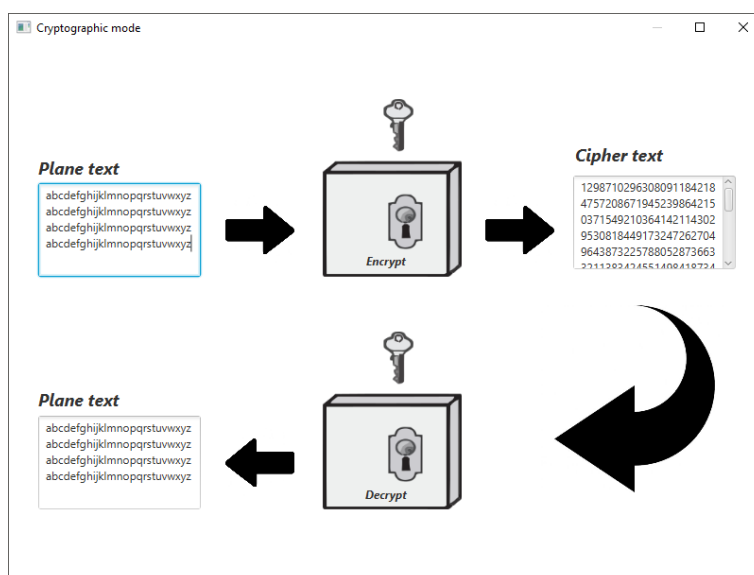 Cryptographic mode
Plane text
abcdefghijklmnopqrstuvwxyz
abcdefghijklmnopqrstuvwxyz
abcdefghijklmnopqrstuvwxyz
abcdefghijklmnopqrstuvwxyz
Encrypt
Cipher text
1298710296308091184218
4757208671945239864215
0371549210364142114302
9530818449173247262704
9643873225788052873663
3211383424551498418734
Plane text
abcdefghijklmnopqrstuvwxyz
abcdefghijklmnopqrstuvwxyz
abcdefghijklmnopqrstuvwxyz
abcdefghijklmnopqrstuvwxyz
Decrypt